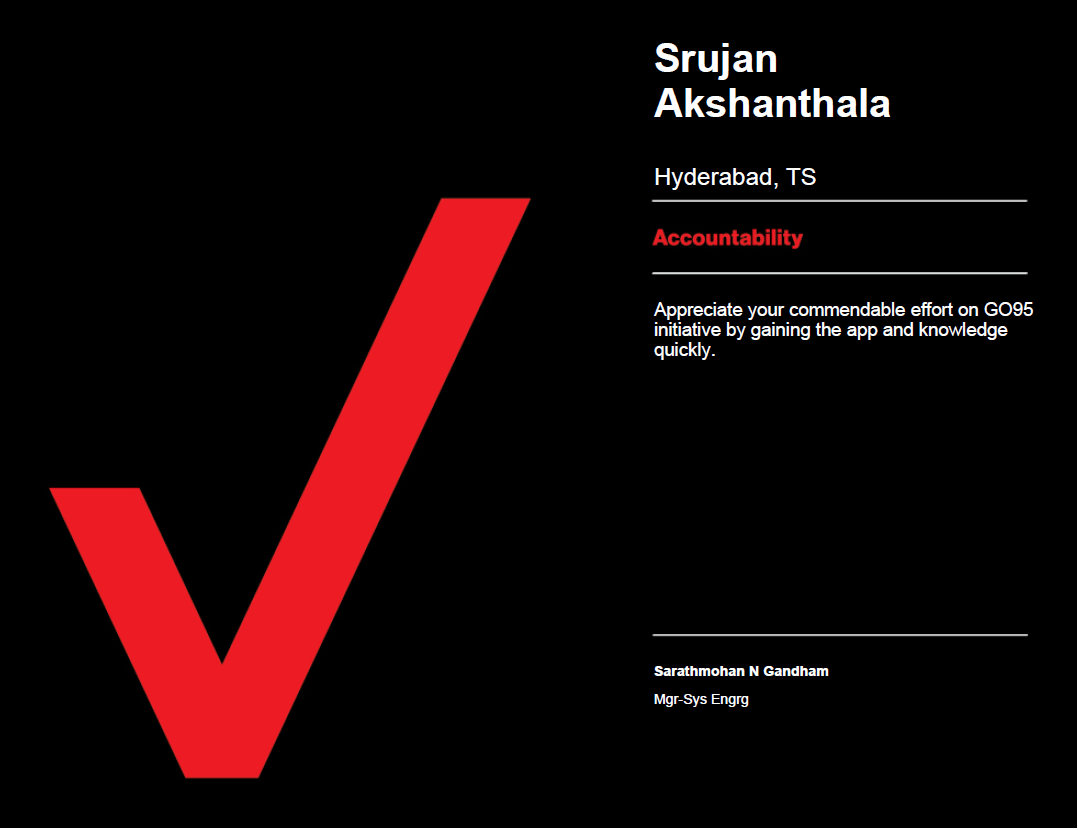 Srujan
Akshanthala
Hyderabad, TS
Accountability
Appreciate your commendable effort on GO95
initiative by gaining the app and knowledge
quickly.
Sarathmohan N Gandham
Mgr-Sys Engrg